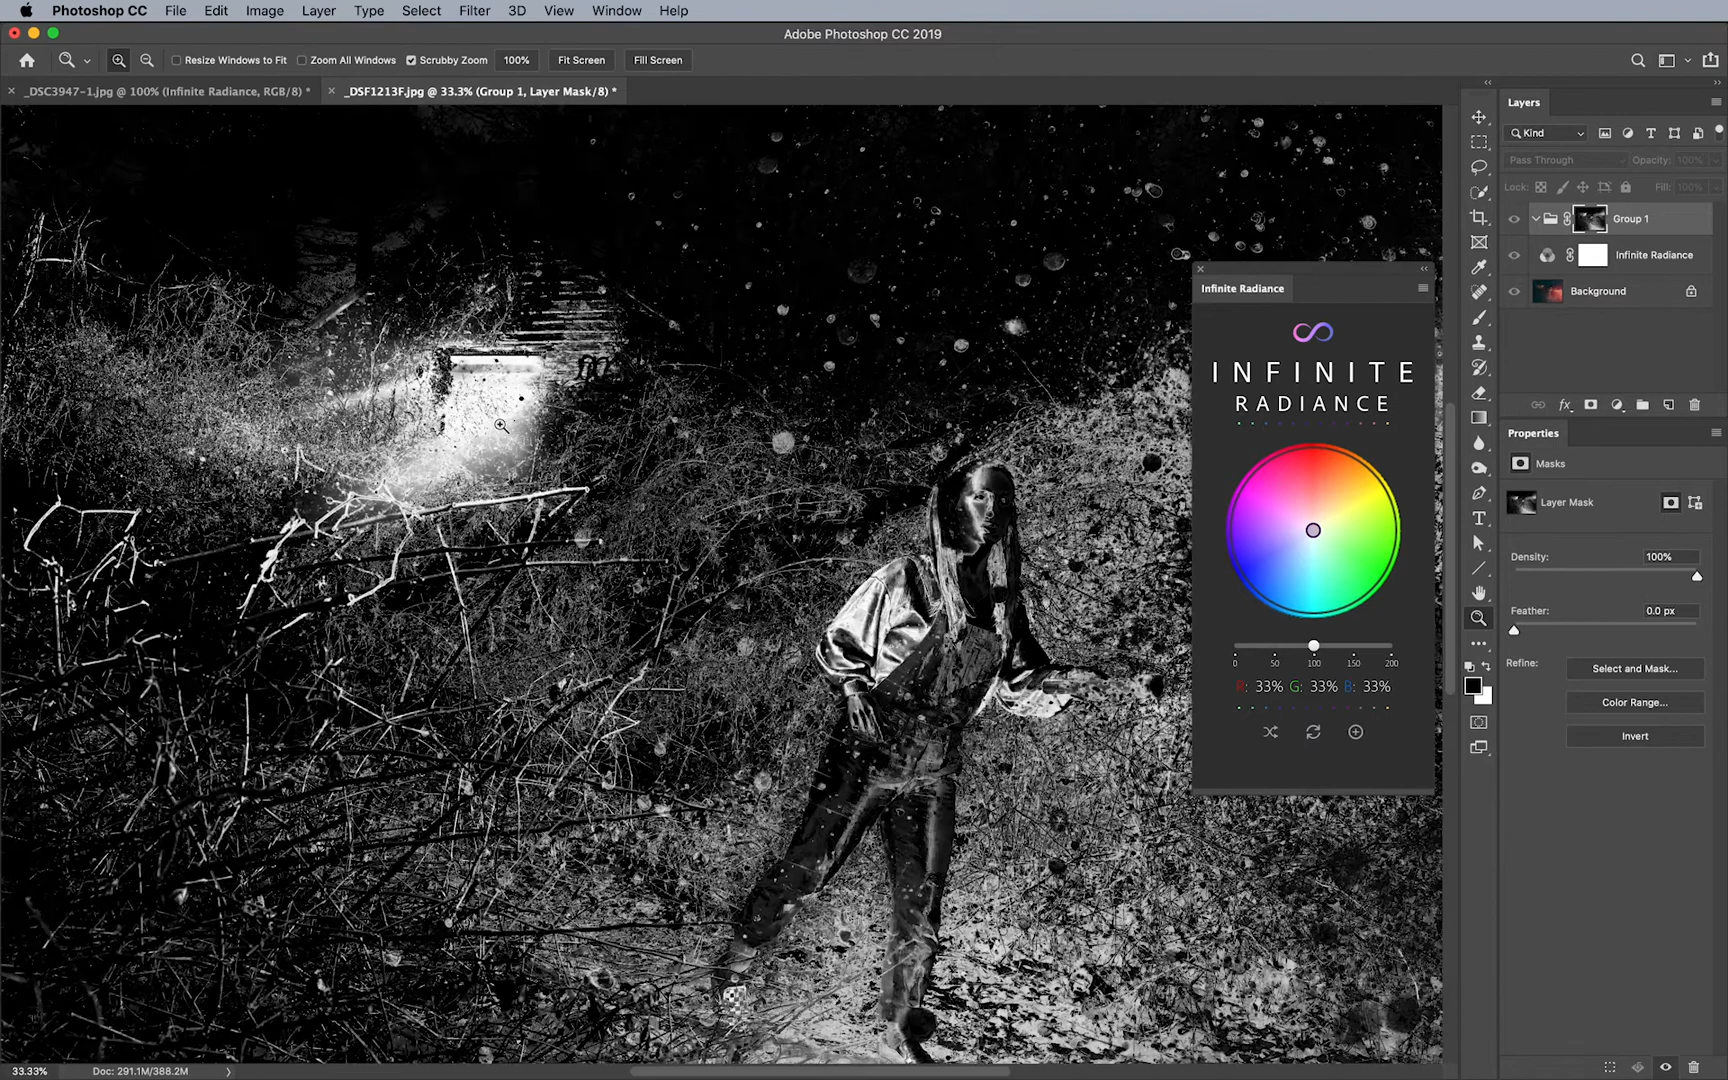 Photoshop CC File Edit Image Layer Type Select Filter 3D View Window Help
Adobe Photoshop CC 2019
Resize Windows to Fit Zoom All Windows Scrubby Zoom 100% Fit Screen Fill Screen
_DSC3947-1.jpg @ 100% (Infinite Radiance, RGB/8) *
_DSF1213F.jpg @ 33.3% (Group 1, Layer Mask/8) *
Layers
Kind
Pass Through Opacity: 100%
Lock: Fill: 100%
Group 1
Infinite Radiance
Background
Infinite Radiance
INFINITE
RADIANCE
0 50 100 150 200
R: 33% G: 33% B: 33%
fx
Properties
Masks
Layer Mask
Density: 100%
Feather: 0.0 px
Refine: Select and Mask...
Color Range...
Invert
33.33% Doc: 291.1M/388.2M